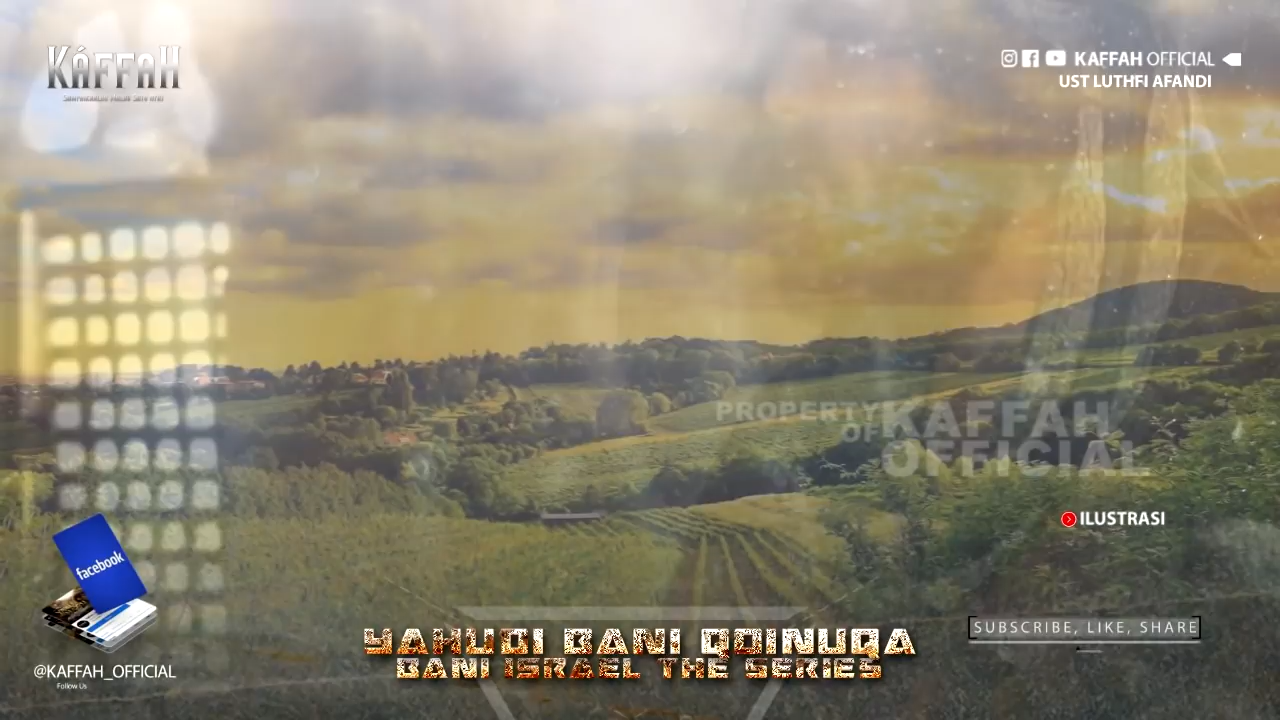 KÁFFAH
KAFFAH OFFICIAL
UST LUTHFI AFANDI
PROPERTY
OF
KAFFAH
OFFICIAL
ILUSTRASI
facebook
SUBSCRIBE, LIKE, SHARE
YAHUDI BANI QOINUQA
BANI ISRAEL THE SERIES
@KAFFAH_OFFICIAL
Follow Us